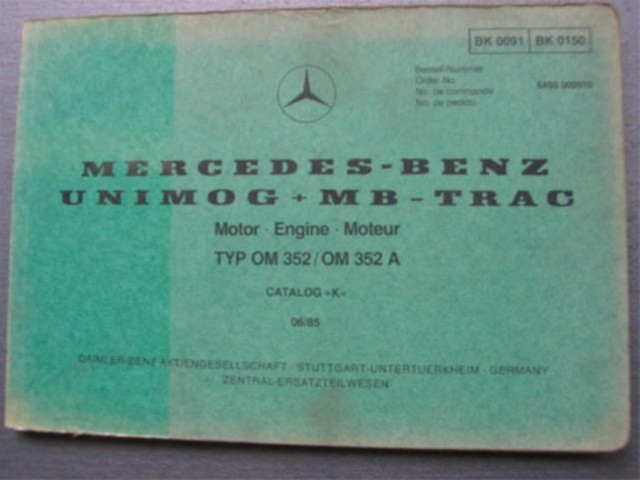 BK 0091 BK 0150
Bestell-Nummer
Order No.
No. de commande
No. de pedido
MERCEDES-BENZ
UNIMOG + MB-TRAC
Motor · Engine · Moteur
TYP OM 352/OM 352 A
CATALOG »K«
06/85
DAIMLER-BENZ AKTIENGESELLSCHAFT · STUTTGART-UNTERTUERKHEIM · GERMANY
ZENTRAL-ERSATZTEILWESEN